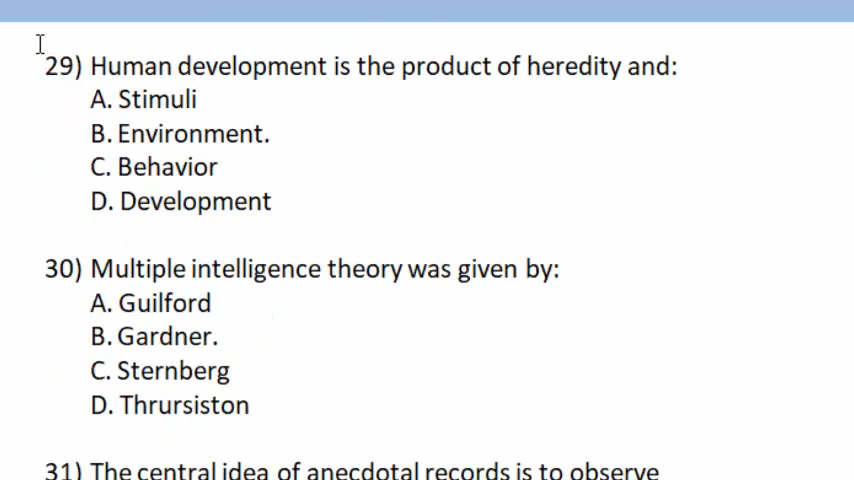 29) Human development is the product of heredity and:
A. Stimuli
B. Environment.
C. Behavior
D. Development
30) Multiple intelligence theory was given by:
A. Guilford
B. Gardner.
C. Sternberg
D. Thrursiston
31) The central idea of anecdotal records is to observe